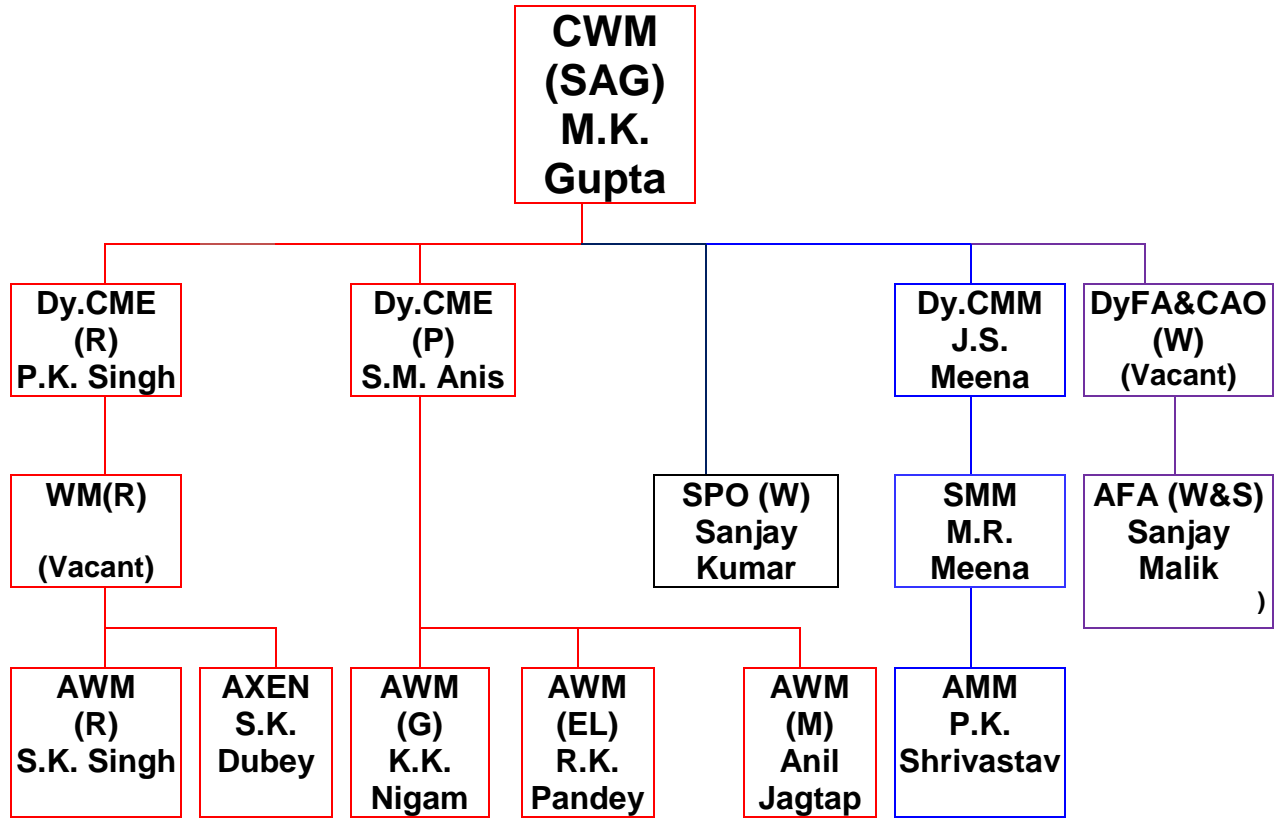 CWM
(SAG)
M.K.
Gupta
Dy.CME
(R)
P.K. Singh
Dy.CME
(P)
S.M. Anis
Dy.CMM
J.S.
Meena
DyFA&CAO
(W)
(Vacant)
WM(R)
(Vacant)
SPO (W)
Sanjay
Kumar
SMM
M.R.
Meena
AFA (W&S)
Sanjay
Malik
)
AWM
(R)
S.K. Singh
AXEN
S.K.
Dubey
AWM
(G)
K.K.
Nigam
AWM
(EL)
R.K.
Pandey
AWM
(M)
Anil
Jagtap
AMM
P.K.
Shrivastav